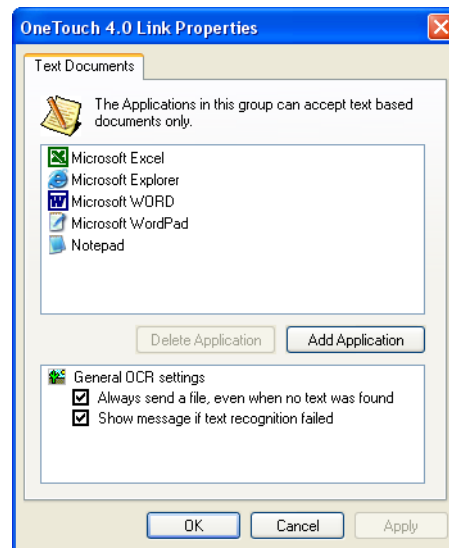 OneTouch 4.0 Link Properties
Text Documents
The Applications in this group can accept text based
documents only.
Microsoft Excel
Microsoft Explorer
Microsoft WORD
Microsoft WordPad
Notepad
Delete Application Add Application
General OCR settings
Always send a file, even when no text was found
Show message if text recognition failed
OK Cancel Apply